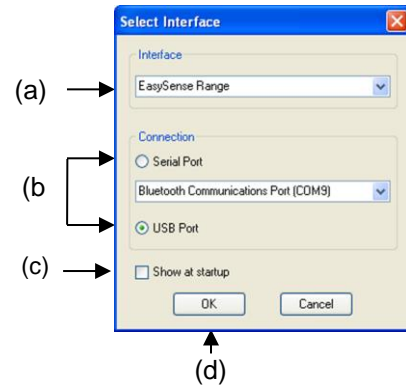 Select Interface
Interface
(a)
EasySense Range
Connection
Serial Port
(b
Bluetooth Communications Port (COM9)
USB Port
(c)
Show at startup
OK Cancel
(d)